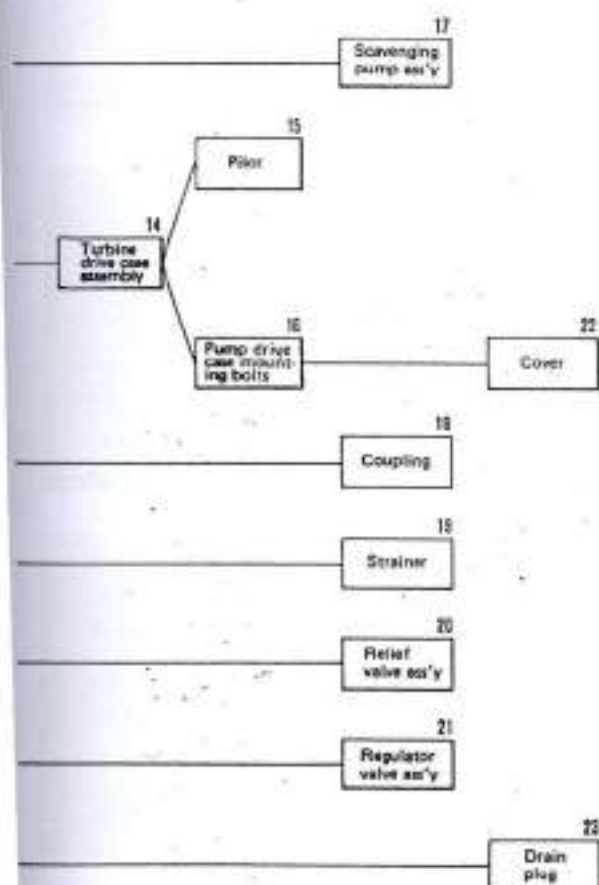 17
Scavenging
pump ass'y
15
Pilot
14
Turbine
drive case
assembly
16
Pump drive
case mount-
ing bolts
22
Cover
18
Coupling
19
Strainer
20
Relief
valve ass'y
21
Regulator
valve ass'y
23
Drain
plug